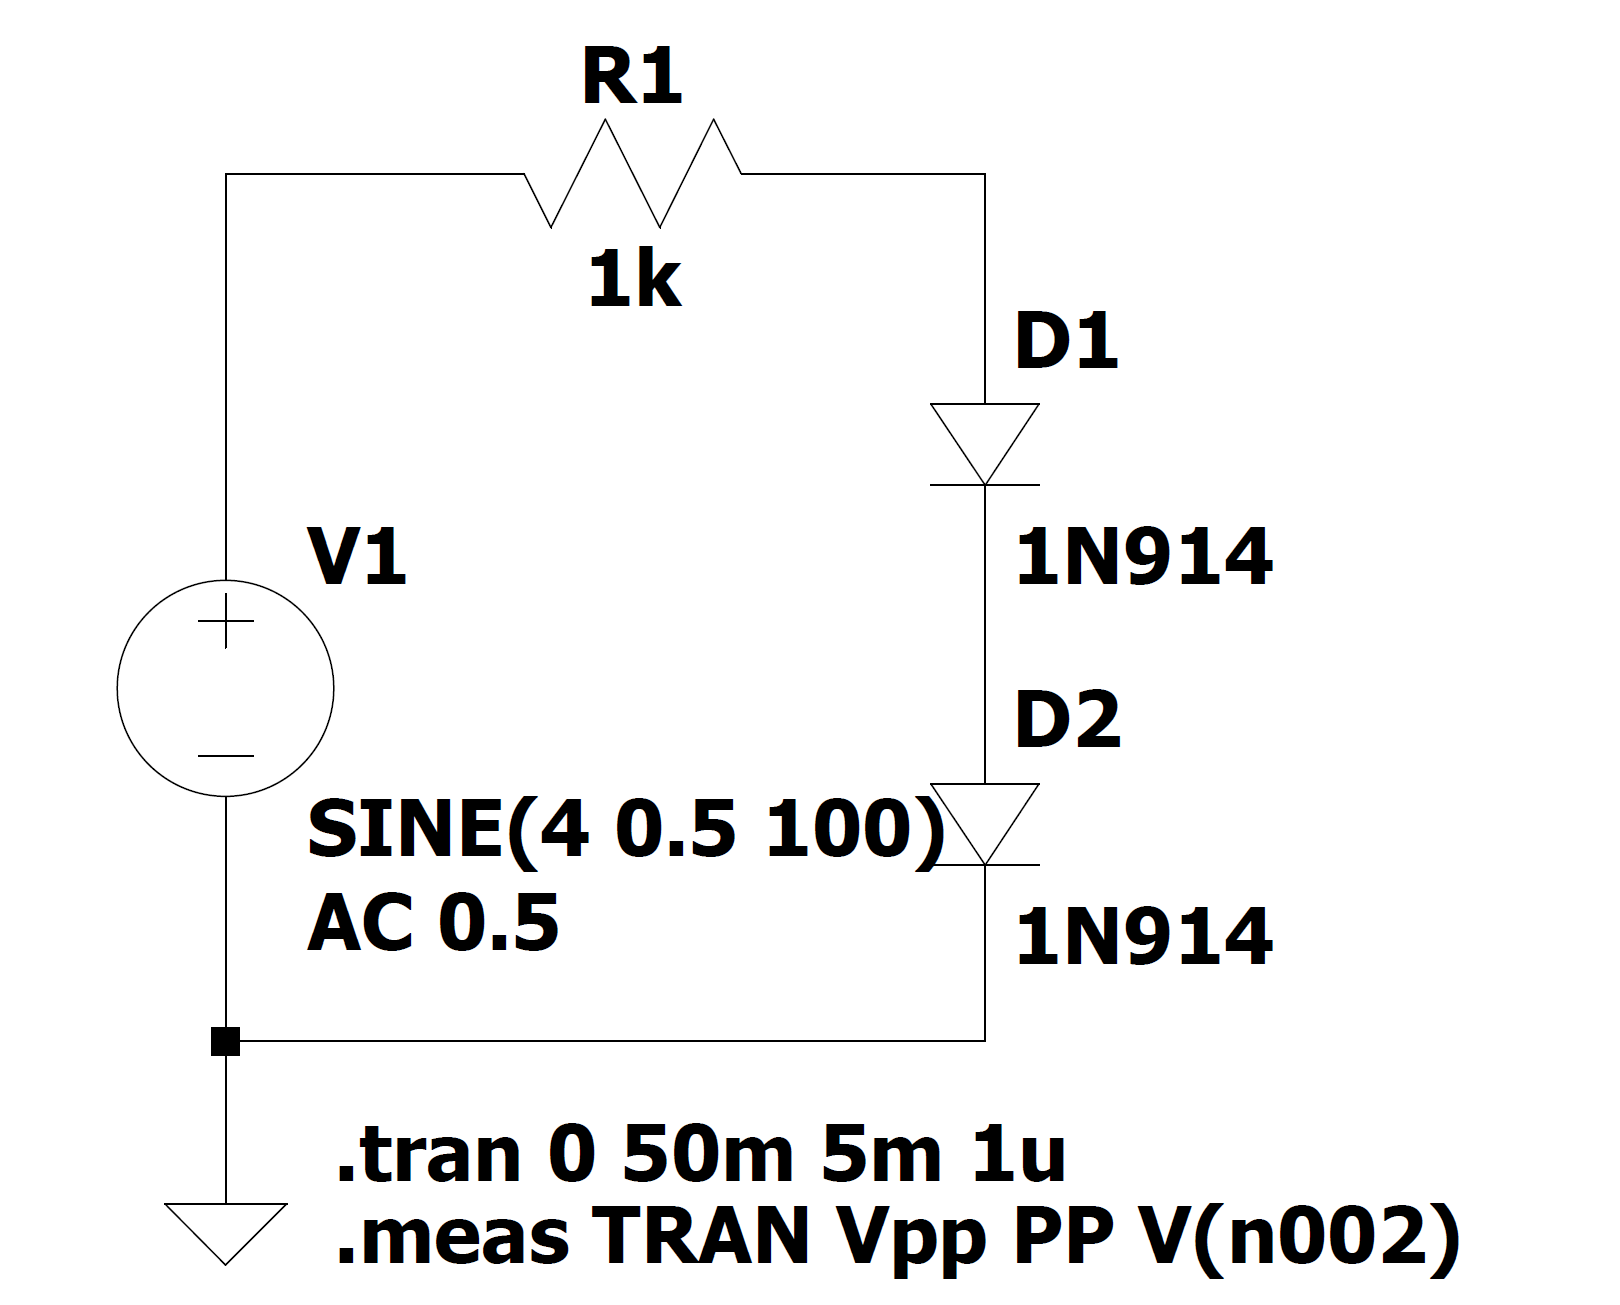 R1
1k
D1
V1
1N914
D2
SINE(4 0.5 100)
AC 0.5
1N914
.tran 0 50m 5m 1u
.meas TRAN Vpp PP V(n002)